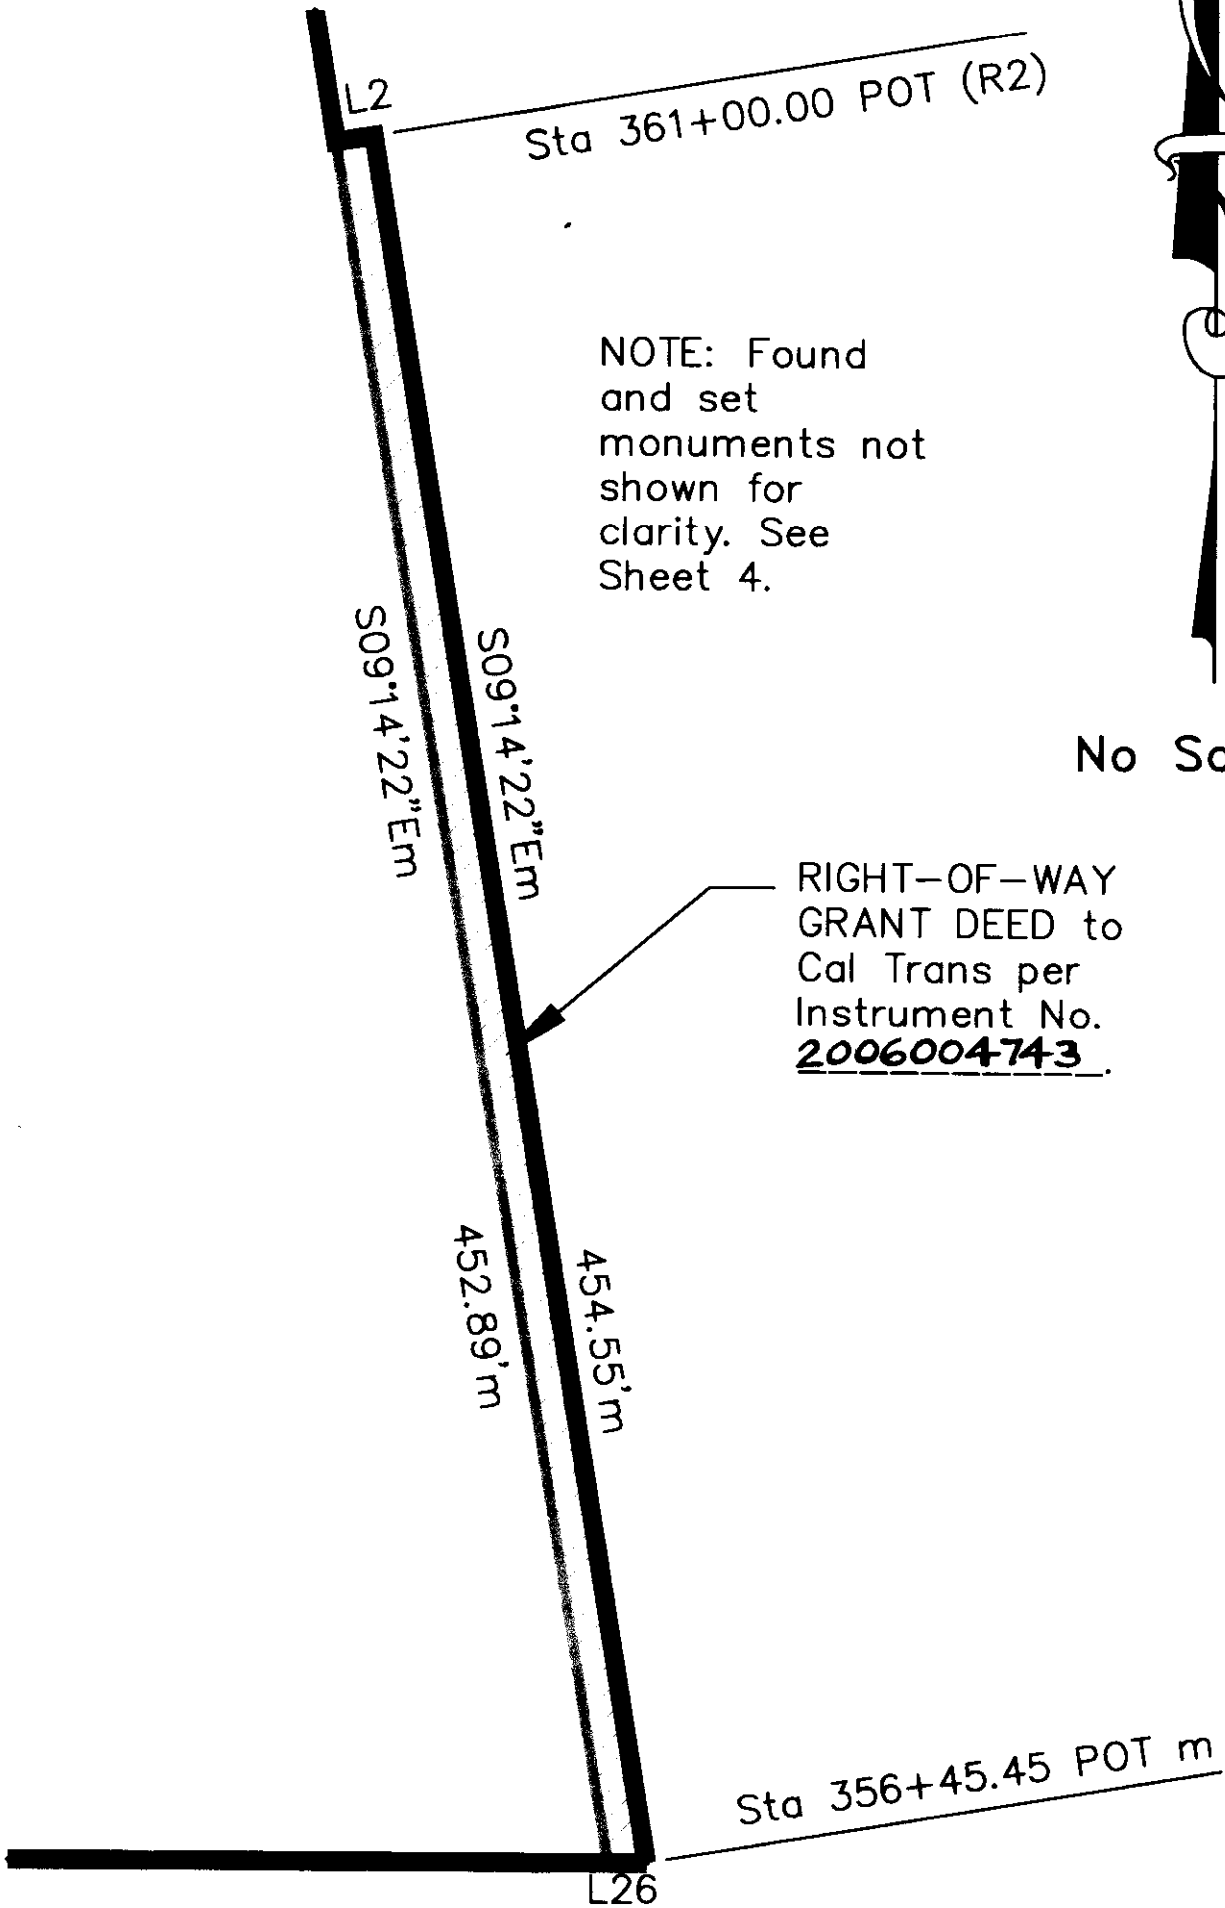 L2
Sta 361+00.00 POT (R2)
NOTE: Found
and set
monuments not
shown for
clarity. See
Sheet 4.
S09°14'22"Em
S09°14'22"Em
No Sc
RIGHT-OF-WAY
GRANT DEED to
Cal Trans per
Instrument No.
2006004743.
452.89'm
454.55'm
Sta 356+45.45 POT m
L26